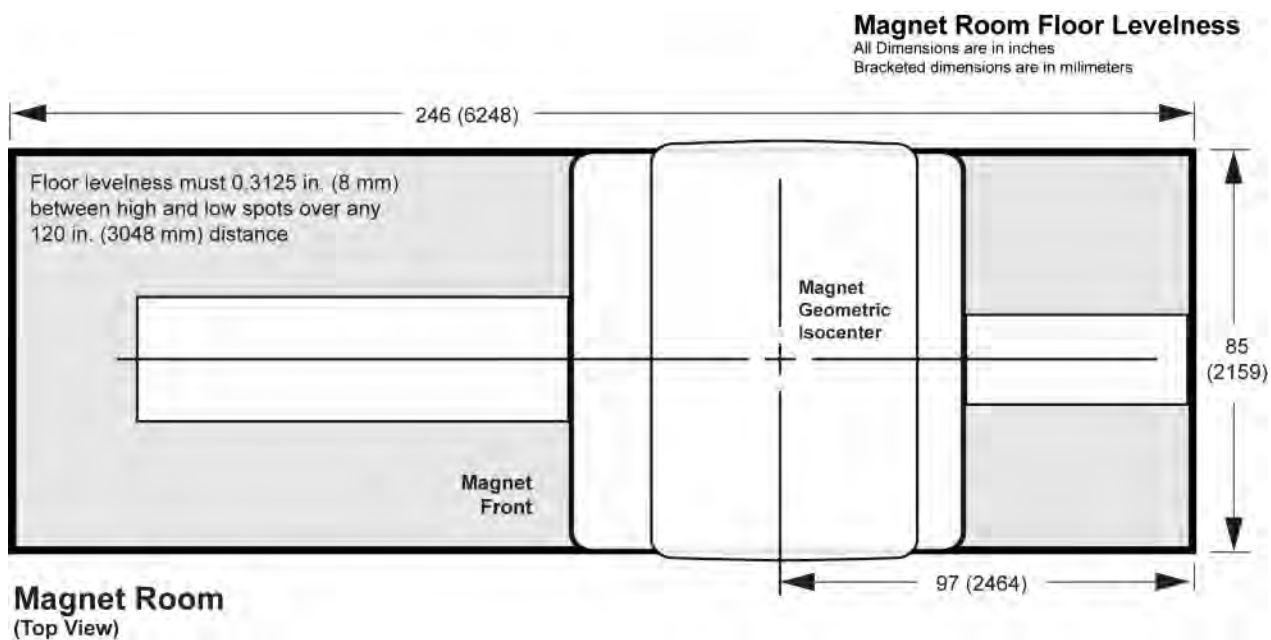 Magnet Room Floor Levelness
All Dimensions are in inches
Bracketed dimensions are in milimeters
246 (6248)
Floor levelness must 0.3125 in. (8 mm)
between high and low spots over any
120 in. (3048 mm) distance
Magnet
Geometric
Isocenter
85
(2159)
Magnet
Front
97 (2464)
Magnet Room
(Top View)